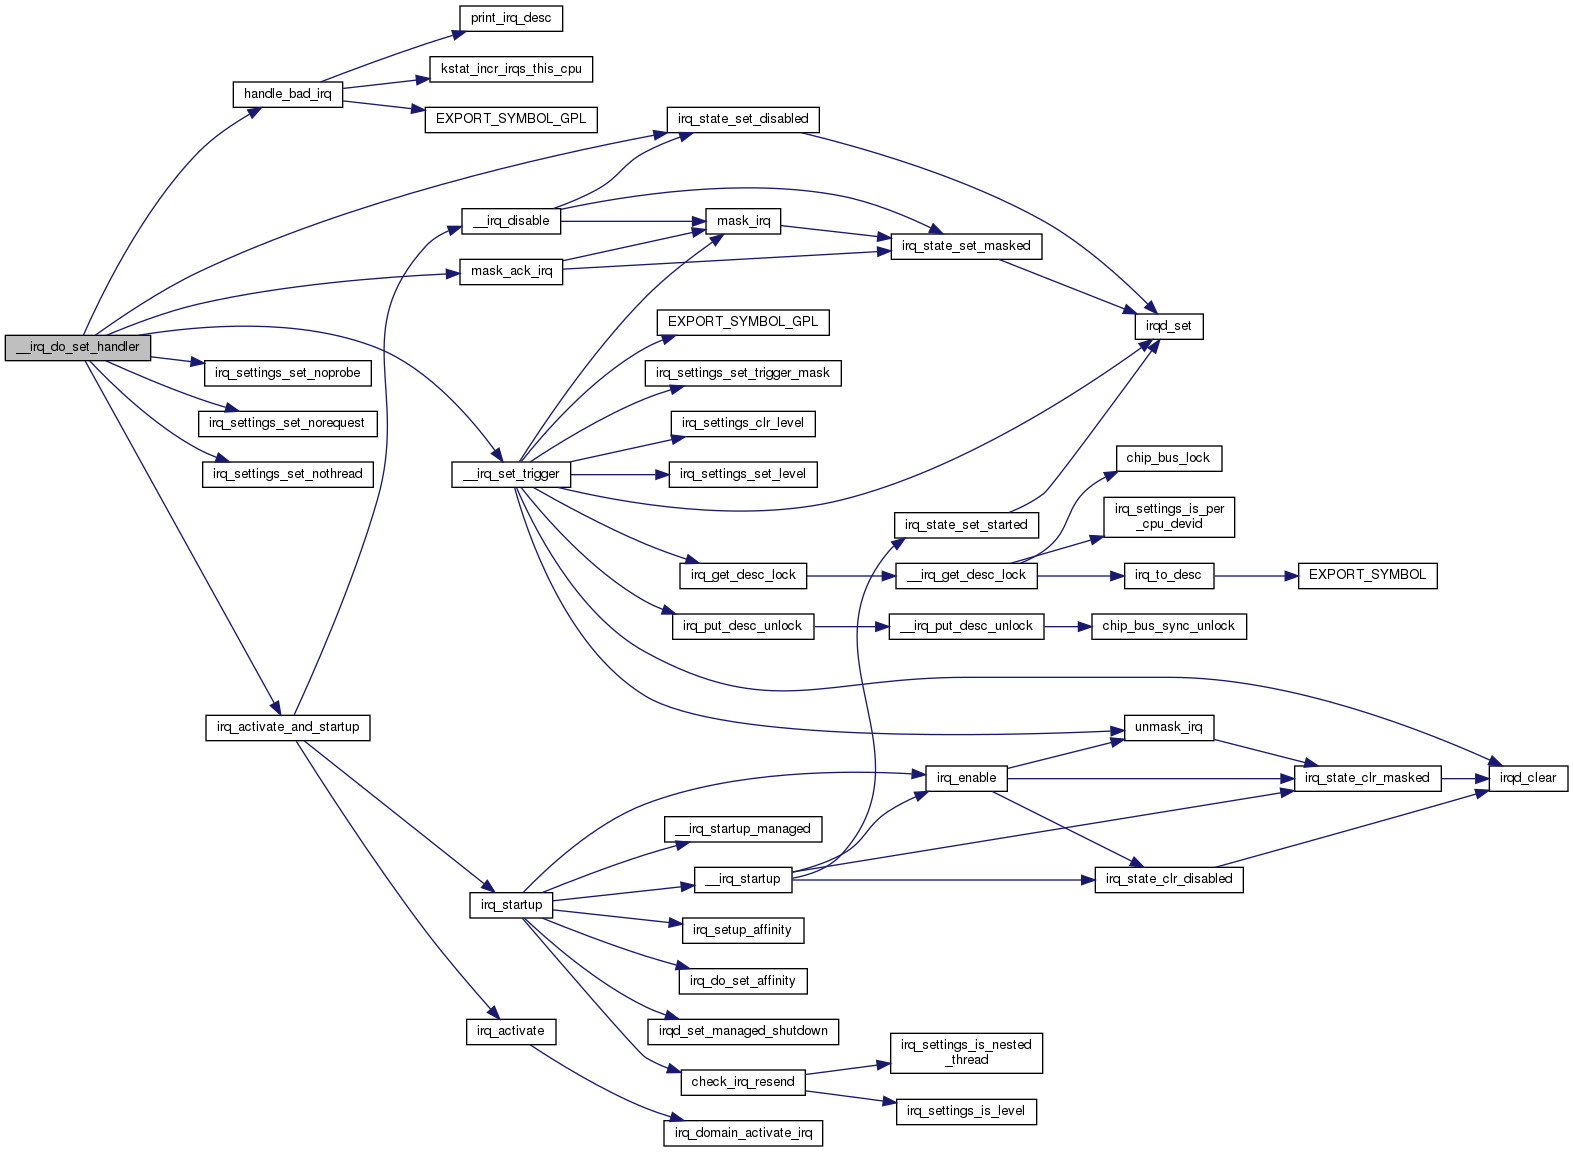 print_irq_desc
kstat_incr_irqs_this_cpu
handle_bad_irq
EXPORT_SYMBOL_GPL
irq_state_set_disabled
__irq_disable
mask_irq
irq_state_set_masked
mask_ack_irq
EXPORT_SYMBOL_GPL
irqd_set
__irq_do_set_handler
irq_settings_set_noprobe
irq_settings_set_trigger_mask
irq_settings_set_norequest
irq_settings_clr_level
chip_bus_lock
irq_settings_set_nothread
__irq_set_trigger
irq_settings_set_level
irq_settings_is_per
_cpu_devid
irq_state_set_started
irq_get_desc_lock
__irq_get_desc_lock
irq_to_desc
EXPORT_SYMBOL
irq_put_desc_unlock
__irq_put_desc_unlock
chip_bus_sync_unlock
irq_activate_and_startup
unmask_irq
irq_enable
irq_state_clr_masked
irqd_clear
__irq_startup_managed
__irq_startup
irq_state_clr_disabled
irq_startup
irq_setup_affinity
irq_do_set_affinity
irq_activate
irqd_set_managed_shutdown
irq_settings_is_nested
_thread
check_irq_resend
irq_settings_is_level
irq_domain_activate_irq